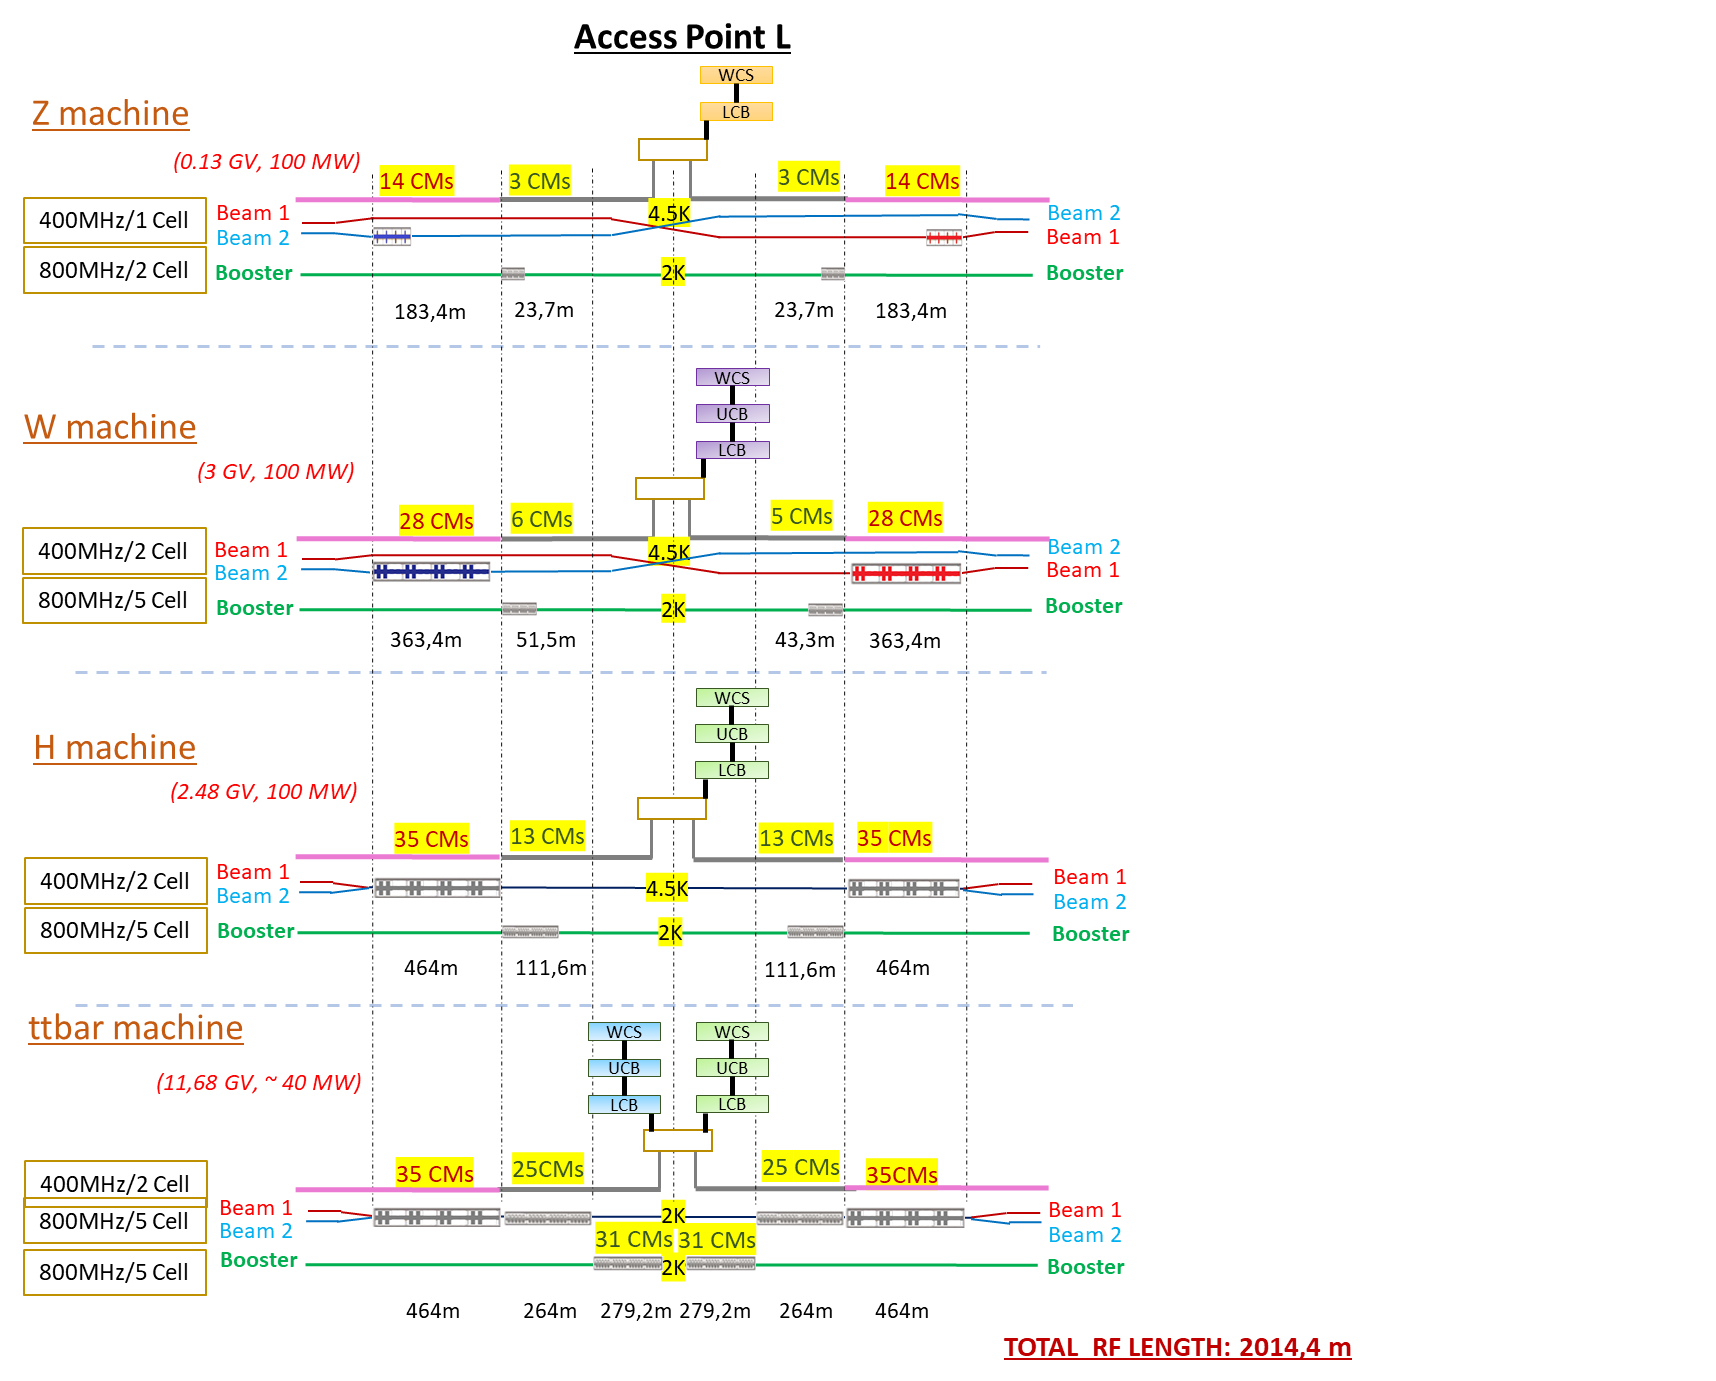 Access Point L
WCS
LCB
Z machine
(0.13 GV, 100 MW)
14 CMs
3 CMs
3 CMs
14 CMs
400MHz/1 Cell
Beam 1
4.5K
Beam 2
Beam 2
Beam 1
800MHz/2 Cell
Booster
2K
Booster
183,4m
23,7m
23,7m
183,4m
WCS
UCB
LCB
W machine
(3 GV, 100 MW)
28 CMs
6 CMs
5 CMs
28 CMs
400MHz/2 Cell
Beam 1
4.5K
Beam 2
Beam 2
Beam 1
800MHz/5 Cell
Booster
2K
Booster
363,4m
51,5m
43,3m
363,4m
WCS
UCB
LCB
H machine
(2.48 GV, 100 MW)
35 CMs
13 CMs
13 CMs
35 CMs
400MHz/2 Cell
Beam 1
4.5K
Beam 1
Beam 2
Beam 2
800MHz/5 Cell
Booster
2K
Booster
464m
111,6m
111,6m
464m
ttbar machine
WCS
WCS
UCB
UCB
LCB
LCB
(11,68 GV, ~ 40 MW)
35 CMs
25CMs
25 CMs
35CMs
400MHz/2 Cell
800MHz/5 Cell
Beam 1
2K
Beam 1
Beam 2
Beam 2
31 CMs
31 CMs
800MHz/5 Cell
Booster
2K
Booster
464m
264m
279,2m
279,2m
264m
464m
TOTAL RF LENGTH: 2014,4 m